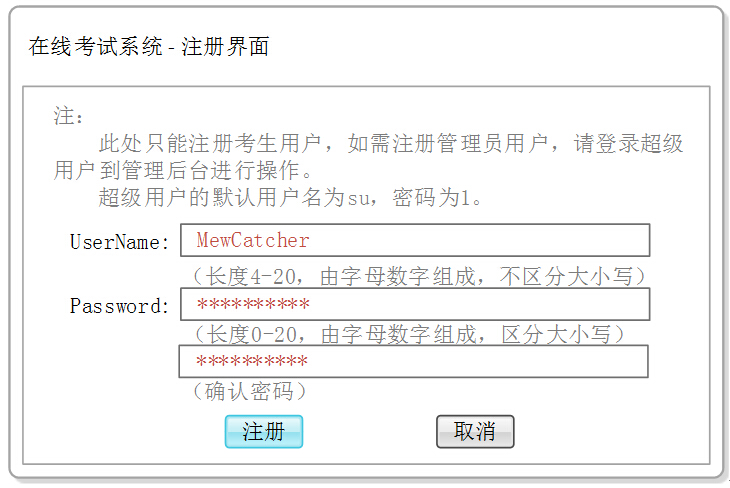 在线考试系统 - 注册界面
注：
此处只能注册考生用户，如需注册管理员用户，请登录超级
用户到管理后台进行操作。
超级用户的默认用户名为su，密码为1。
UserName: MewCatcher
（长度4-20，由字母数字组成，不区分大小写）
Password: **********
（长度0-20，由字母数字组成，区分大小写）
**********
（确认密码）
注册 取消